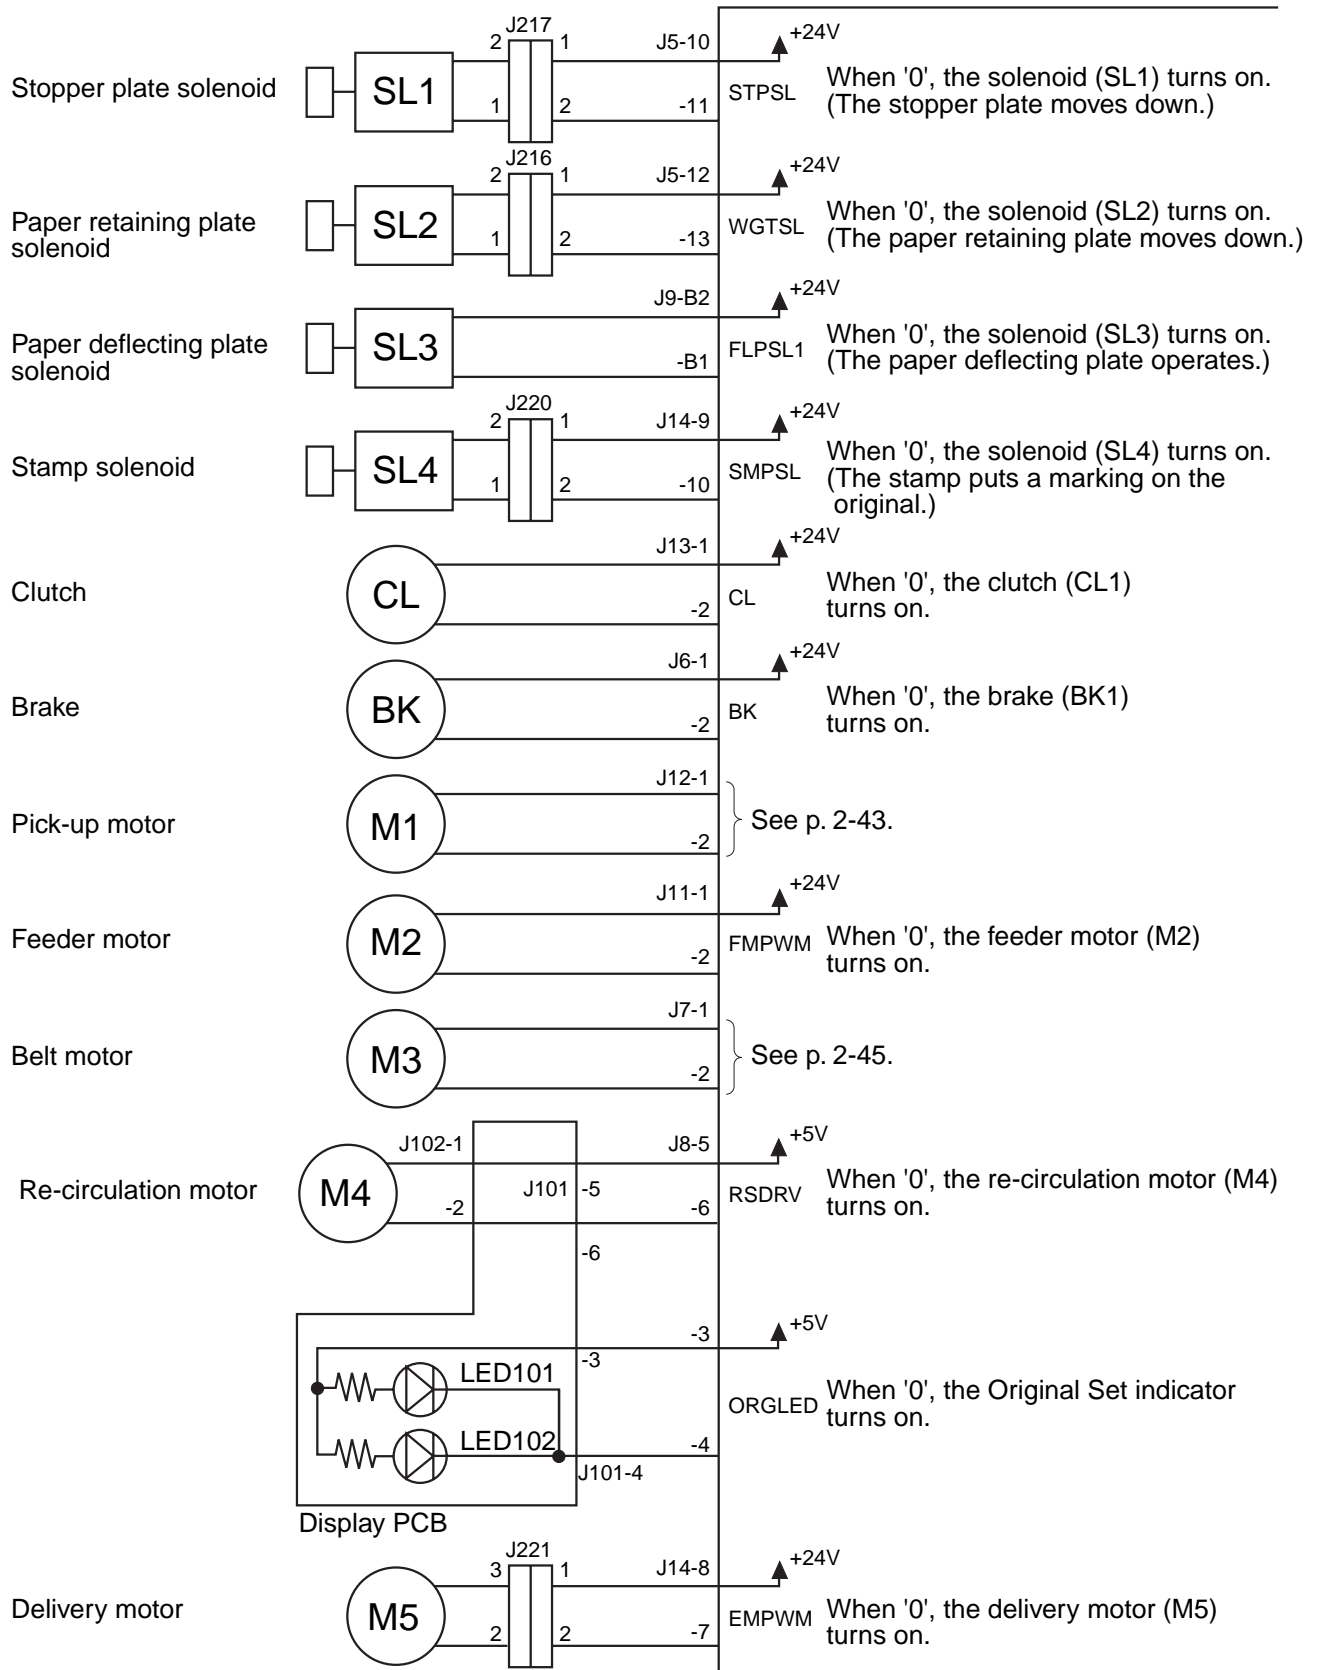 J217
+24V
2
1
J5-10
Stopper plate solenoid
SL1
STPSL
When '0', the solenoid (SL1) turns on.
(The stopper plate moves down.)
1
2
-11
J216
+24V
2
1
J5-12
Paper retaining plate
solenoid
SL2
WGTSL
When '0', the solenoid (SL2) turns on.
(The paper retaining plate moves down.)
1
2
-13
+24V
J9-B2
Paper deflecting plate
solenoid
SL3
FLPSL1
When '0', the solenoid (SL3) turns on.
(The paper deflecting plate operates.)
-B1
J220
+24V
2
1
J14-9
Stamp solenoid
SL4
SMPSL
When '0', the solenoid (SL4) turns on.
(The stamp puts a marking on the
original.)
1
2
-10
+24V
J13-1
Clutch
CL
CL
When '0', the clutch (CL1)
turns on.
-2
+24V
J6-1
Brake
BK
BK
When '0', the brake (BK1)
turns on.
-2
J12-1
Pick-up motor
M1
See p. 2-43.
-2
+24V
J11-1
Feeder motor
M2
FMPWM
When '0', the feeder motor (M2)
turns on.
-2
J7-1
Belt motor
M3
See p. 2-45.
-2
+5V
J102-1
J8-5
Re-circulation motor
M4
J101
-5
RSDRV
When '0', the re-circulation motor (M4)
turns on.
-2
-6
-6
+5V
-3
-3
LED101
ORGLED
When '0', the Original Set indicator
turns on.
LED102
-4
J101-4
Display PCB
J221
+24V
3
1
J14-8
Delivery motor
M5
EMPWM
When '0', the delivery motor (M5)
turns on.
2
2
-7